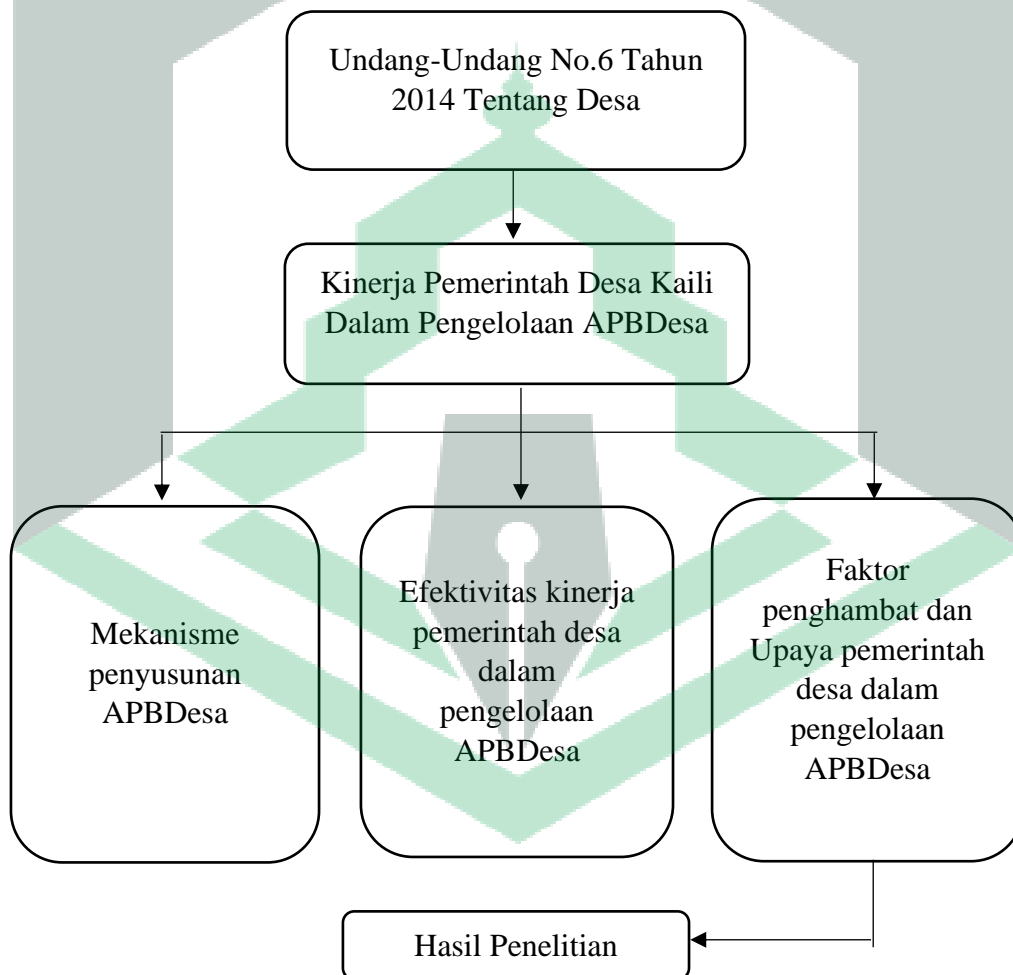 Undang-Undang No.6 Tahun
2014 Tentang Desa
Kinerja Pemerintah Desa Kaili
Dalam Pengelolaan APBDesa
Mekanisme
penyusunan
APBDesa
Efektivitas kinerja
pemerintah desa
dalam
pengelolaan
APBDesa
Faktor
penghambat dan
Upaya pemerintah
desa dalam
pengelolaan
APBDesa
Hasil Penelitian